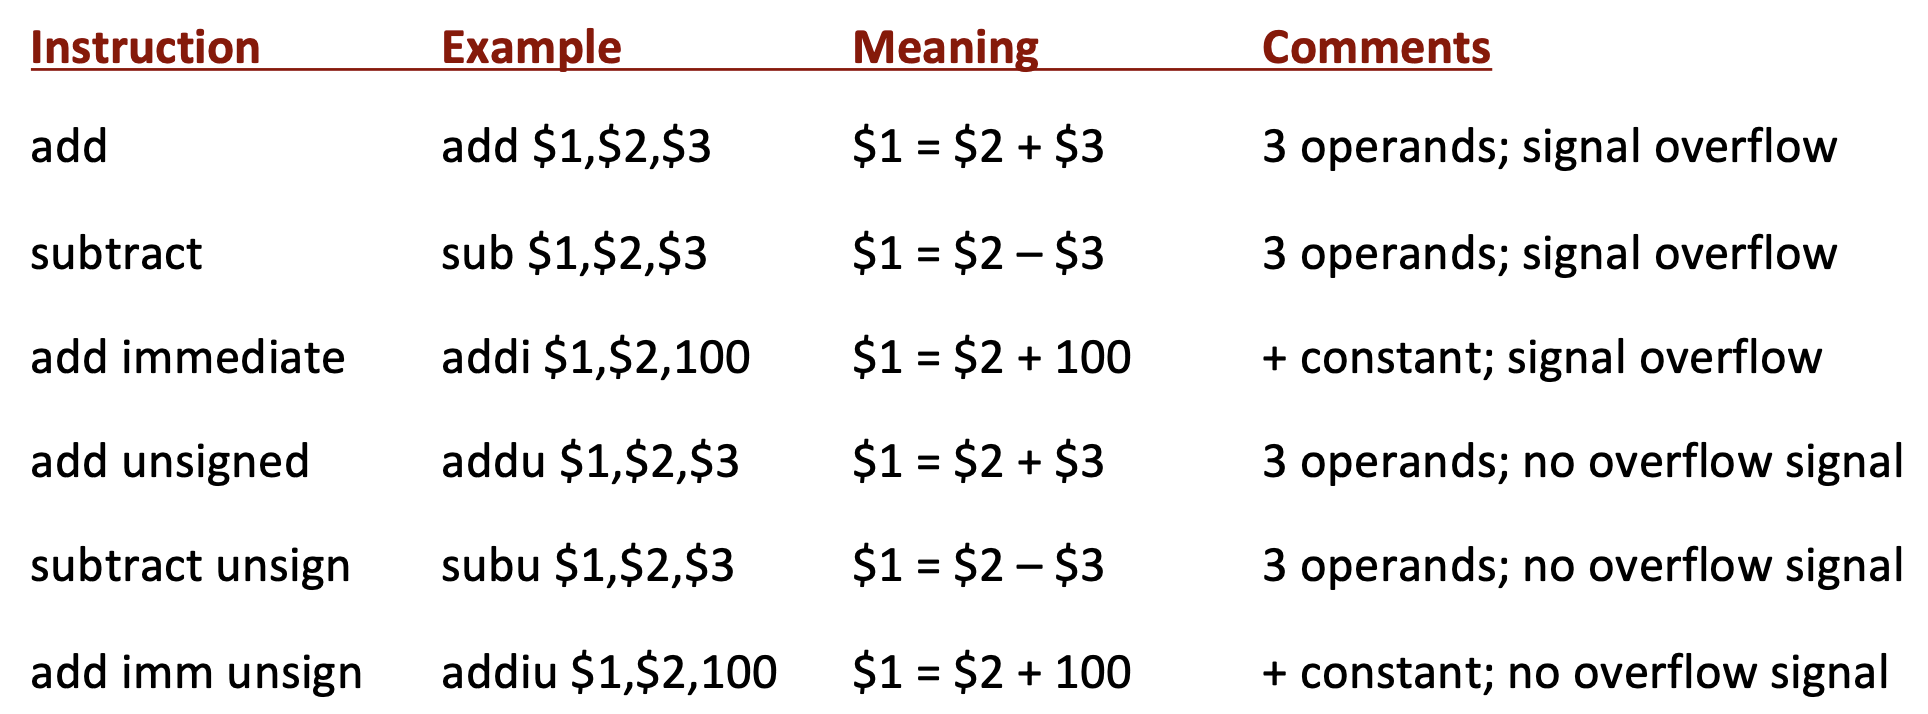 Instruction Example Meaning Comments
add add $1,$2,$3 $1 = $2 + $3 3 operands; signal overflow
subtract sub $1,$2,$3 $1 = $2 – $3 3 operands; signal overflow
add immediate addi $1,$2,100 $1 = $2 + 100 + constant; signal overflow
add unsigned addu $1,$2,$3 $1 = $2 + $3 3 operands; no overflow signal
subtract unsign subu $1,$2,$3 $1 = $2 – $3 3 operands; no overflow signal
add imm unsign addiu $1,$2,100 $1 = $2 + 100 + constant; no overflow signal